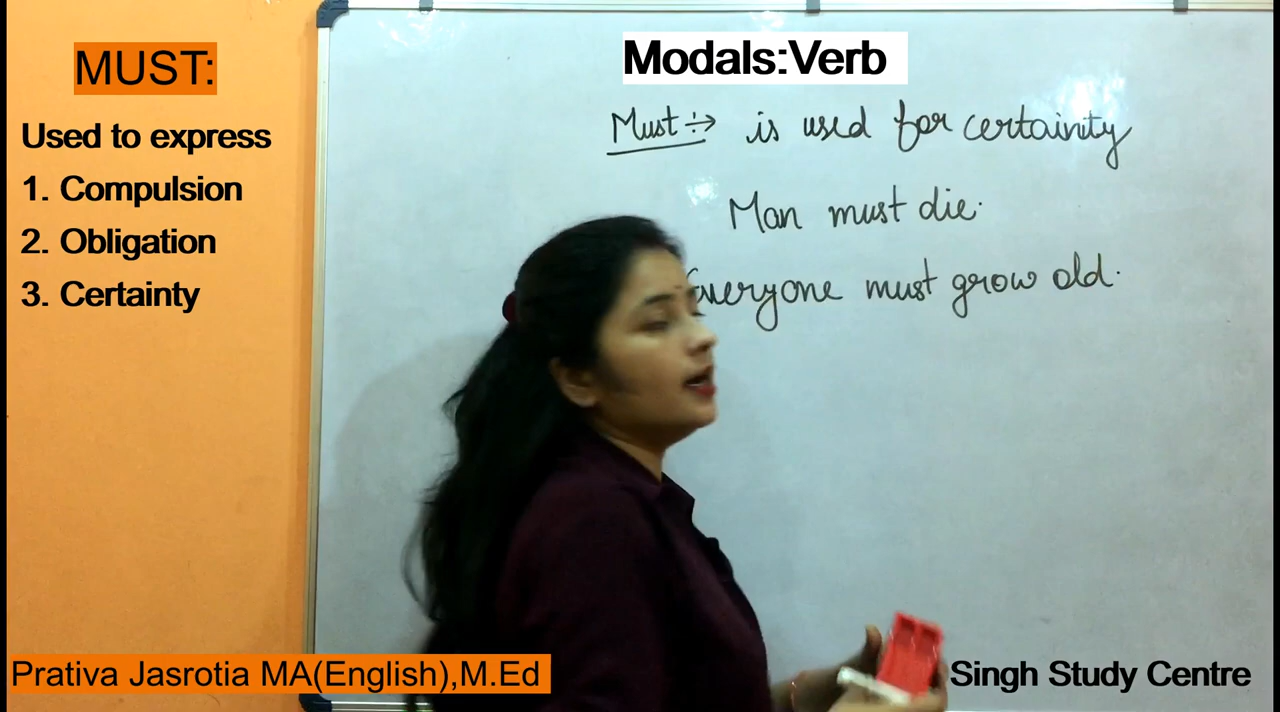 MUST:
Used to express
1. Compulsion
2. Obligation
3. Certainty
Modals:Verb
Must ÷→ is used for certainity
Man must die.
Everyone must grow old.
Prativa Jasrotia MA(English),M.Ed
Singh Study Centre